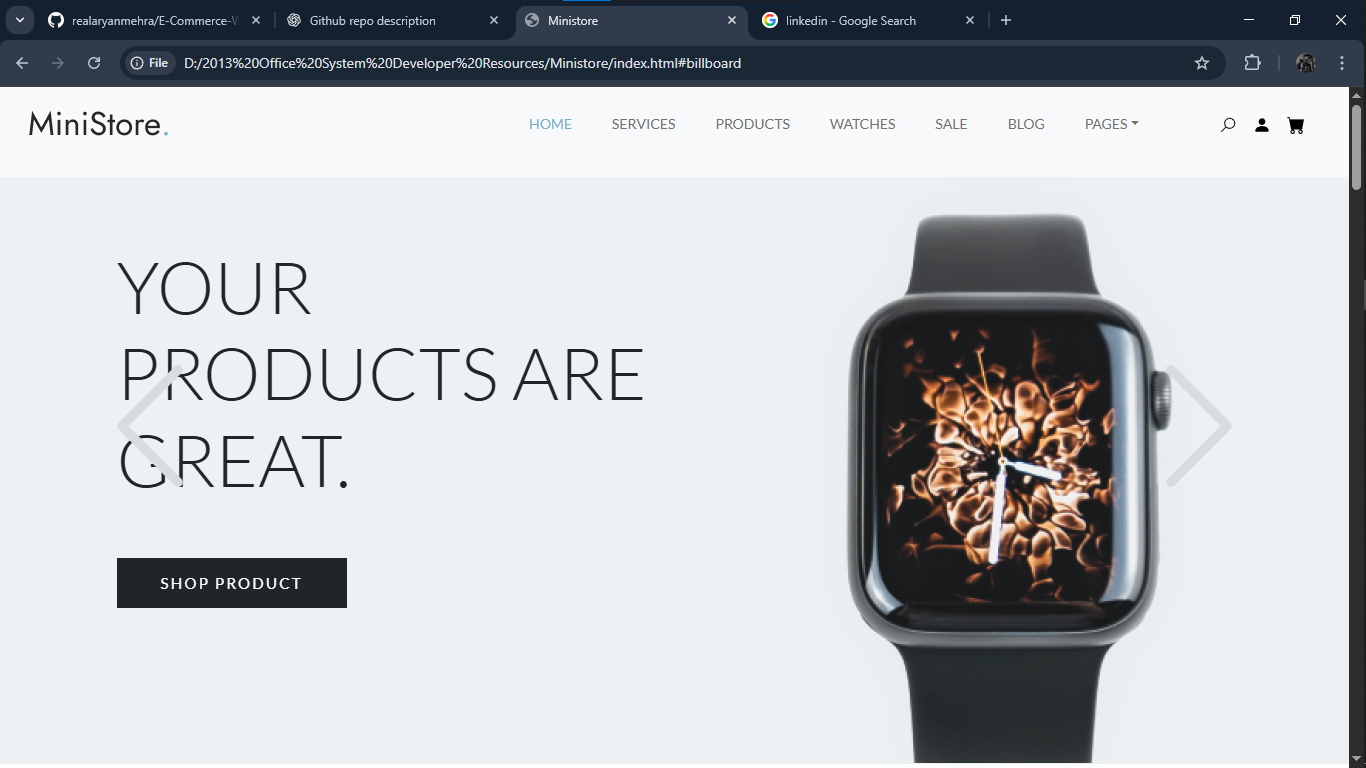 realaryanmehra/E-Commerce-W
Github repo description
Ministore
linkedin - Google Search
File
D:/2013%20Office%20System%20Developer%20Resources/Ministore/index.html#billboard
MiniStore.
HOME
SERVICES
PRODUCTS
WATCHES
SALE
BLOG
PAGES
YOUR
PRODUCTS ARE
GREAT.
SHOP PRODUCT